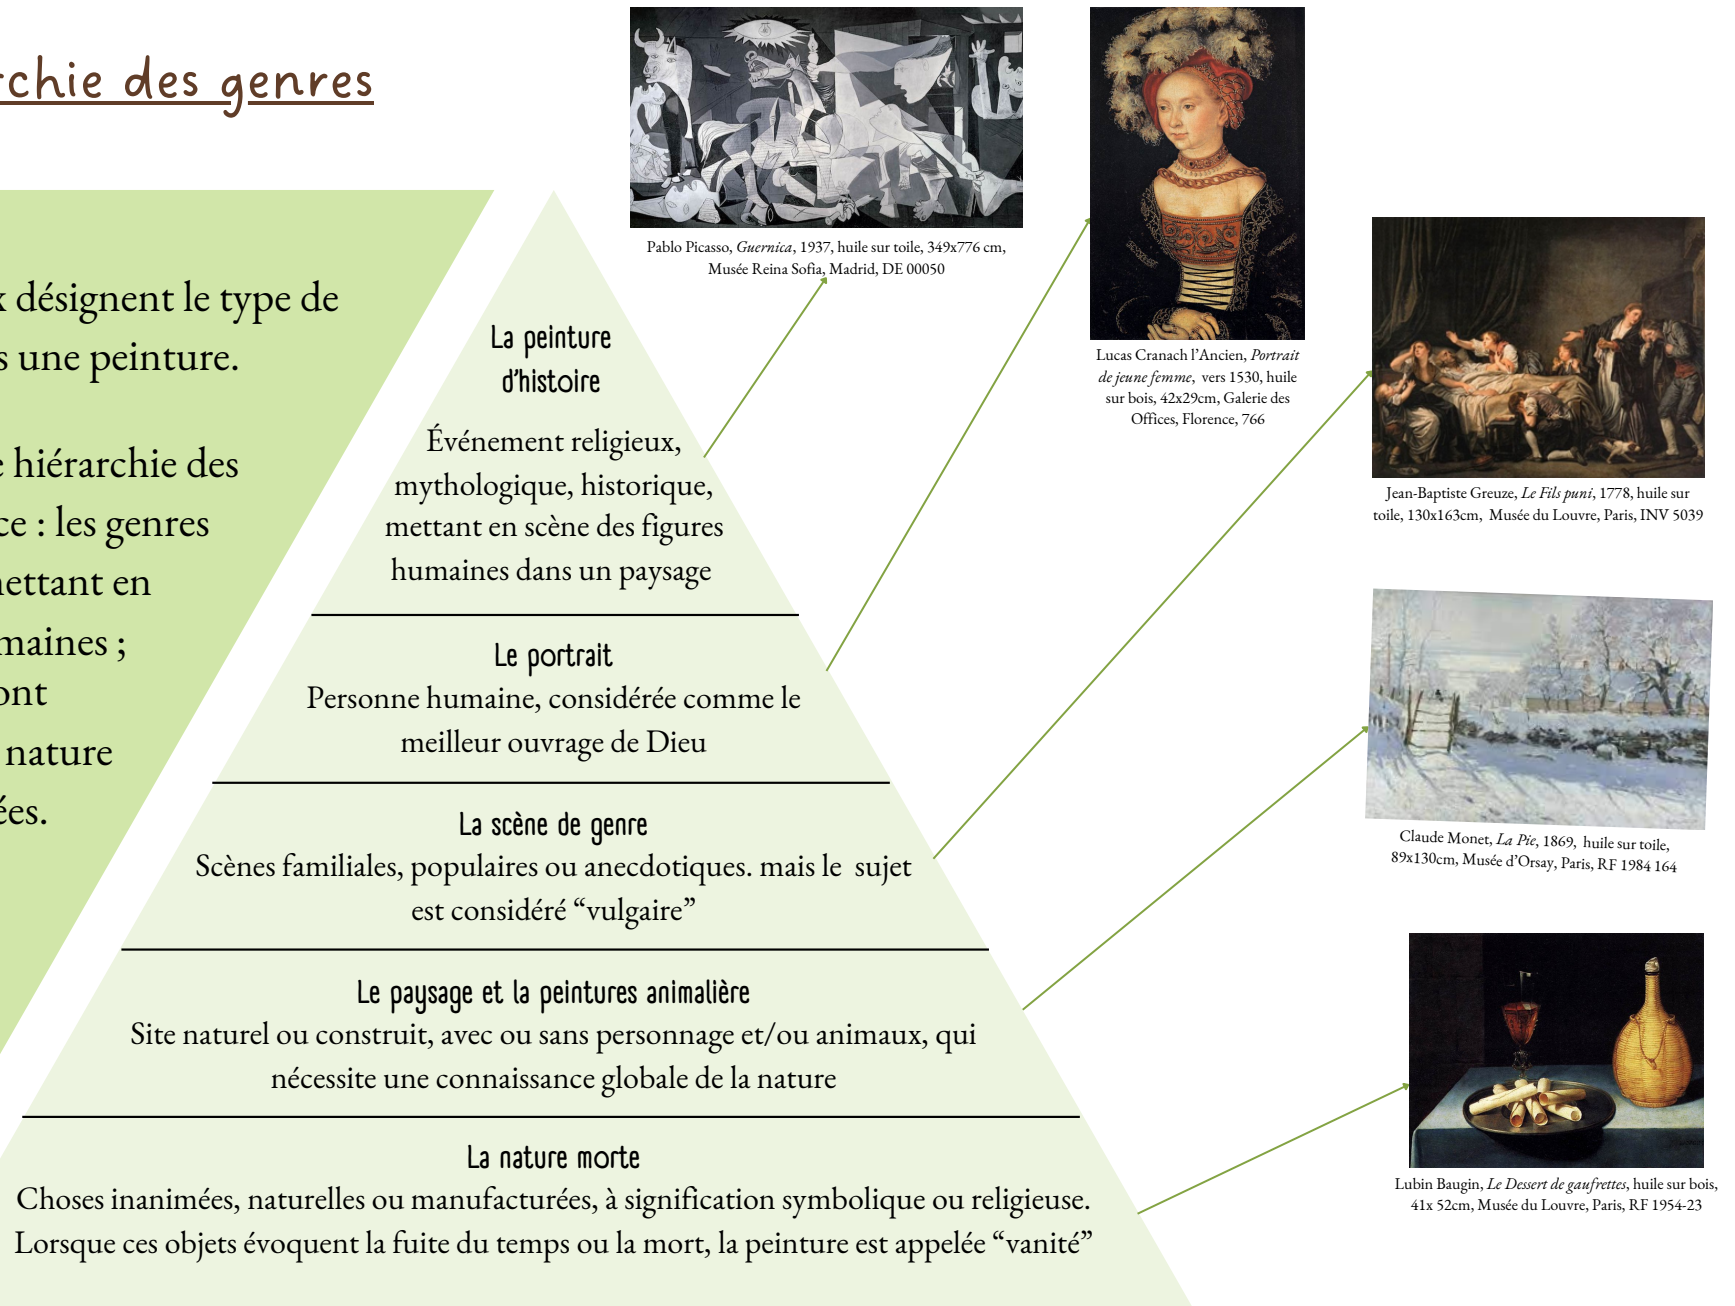 rchie des genres
x désignent le type de
s une peinture.
e hiérarchie des
ce : les genres
mettant en
maines ;
ont
nature
ées.
La peinture
d'histoire
Événement religieux,
mythologique, historique,
mettant en scène des figures
humaines dans un paysage
Le portrait
Personne humaine, considérée comme le
meilleur ouvrage de Dieu
La scène de genre
Scènes familiales, populaires ou anecdotiques. mais le sujet
est considéré “vulgaire”
Le paysage et la peintures animalière
Site naturel ou construit, avec ou sans personnage et/ou animaux, qui
nécessite une connaissance globale de la nature
La nature morte
Choses inanimées, naturelles ou manufacturées, à signification symbolique ou religieuse.
Lorsque ces objets évoquent la fuite du temps ou la mort, la peinture est appelée “vanité”
Pablo Picasso, Guernica, 1937, huile sur toile, 349x776 cm,
Musée Reina Sofia, Madrid, DE 00050
Lucas Cranach l’Ancien, Portrait
de jeune femme, vers 1530, huile
sur bois, 42x29cm, Galerie des
Offices, Florence, 766
Jean-Baptiste Greuze, Le Fils puni, 1778, huile sur
toile, 130x163cm, Musée du Louvre, Paris, INV 5039
Claude Monet, La Pie, 1869, huile sur toile,
89x130cm, Musée d’Orsay, Paris, RF 1984 164
Lubin Baugin, Le Dessert de gaufrettes, huile sur bois,
41x 52cm, Musée du Louvre, Paris, RF 1954-23